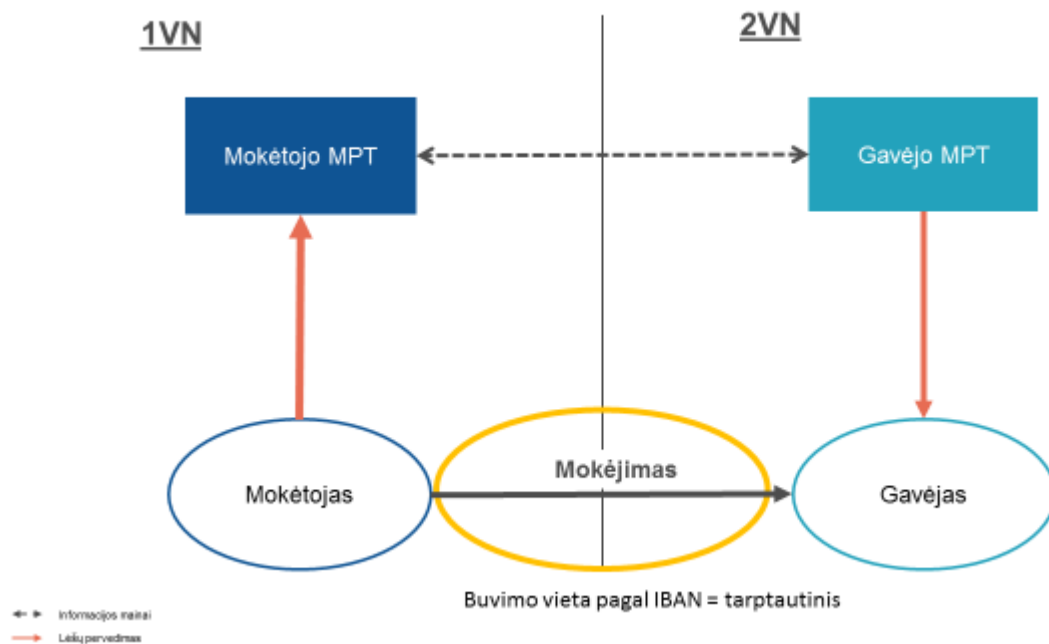 1VN
2VN
Mokėtojo MPT
Gavėjo MPT
Mokėjimas
Mokėtojas
Gavėjas
Buvimo vieta pagal IBAN = tarptautinis
Informacijos mainai
Lėšų pervedimas